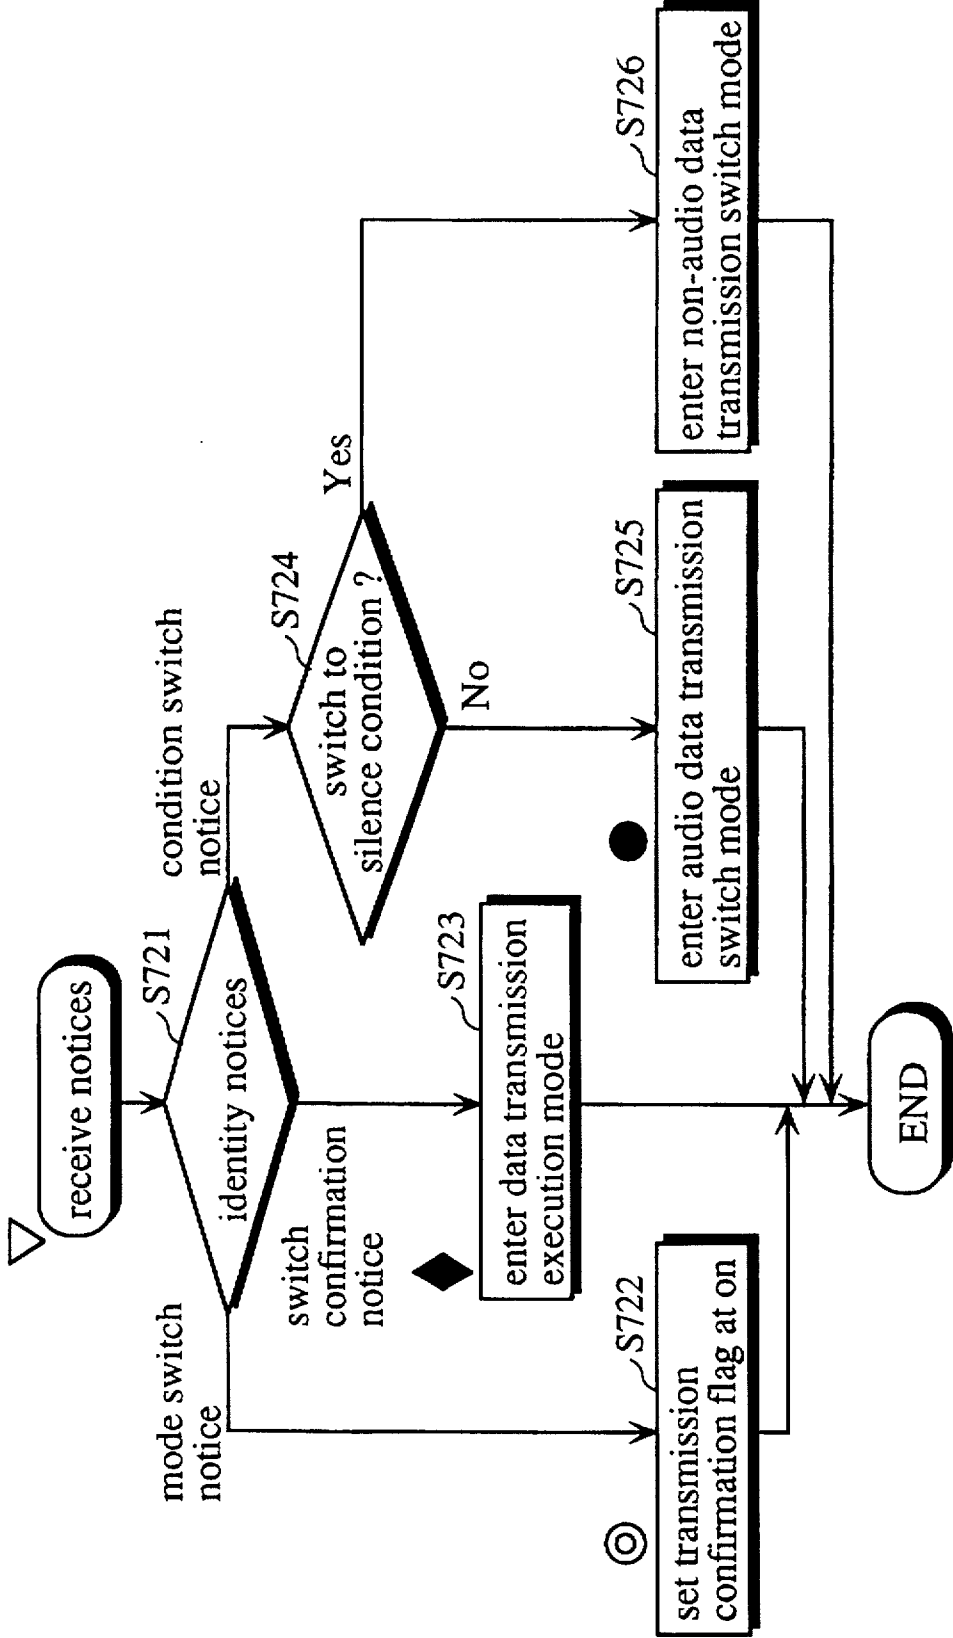 receive notices
S721
identity notices
mode switch
notice
switch
confirmation
notice
condition switch
notice
S724
switch to
silence condition ?
Yes
No
S722
set transmission
confirmation flag at on
S723
enter data transmission
execution mode
S725
enter audio data transmission
switch mode
S726
enter non-audio data
transmission switch mode
END